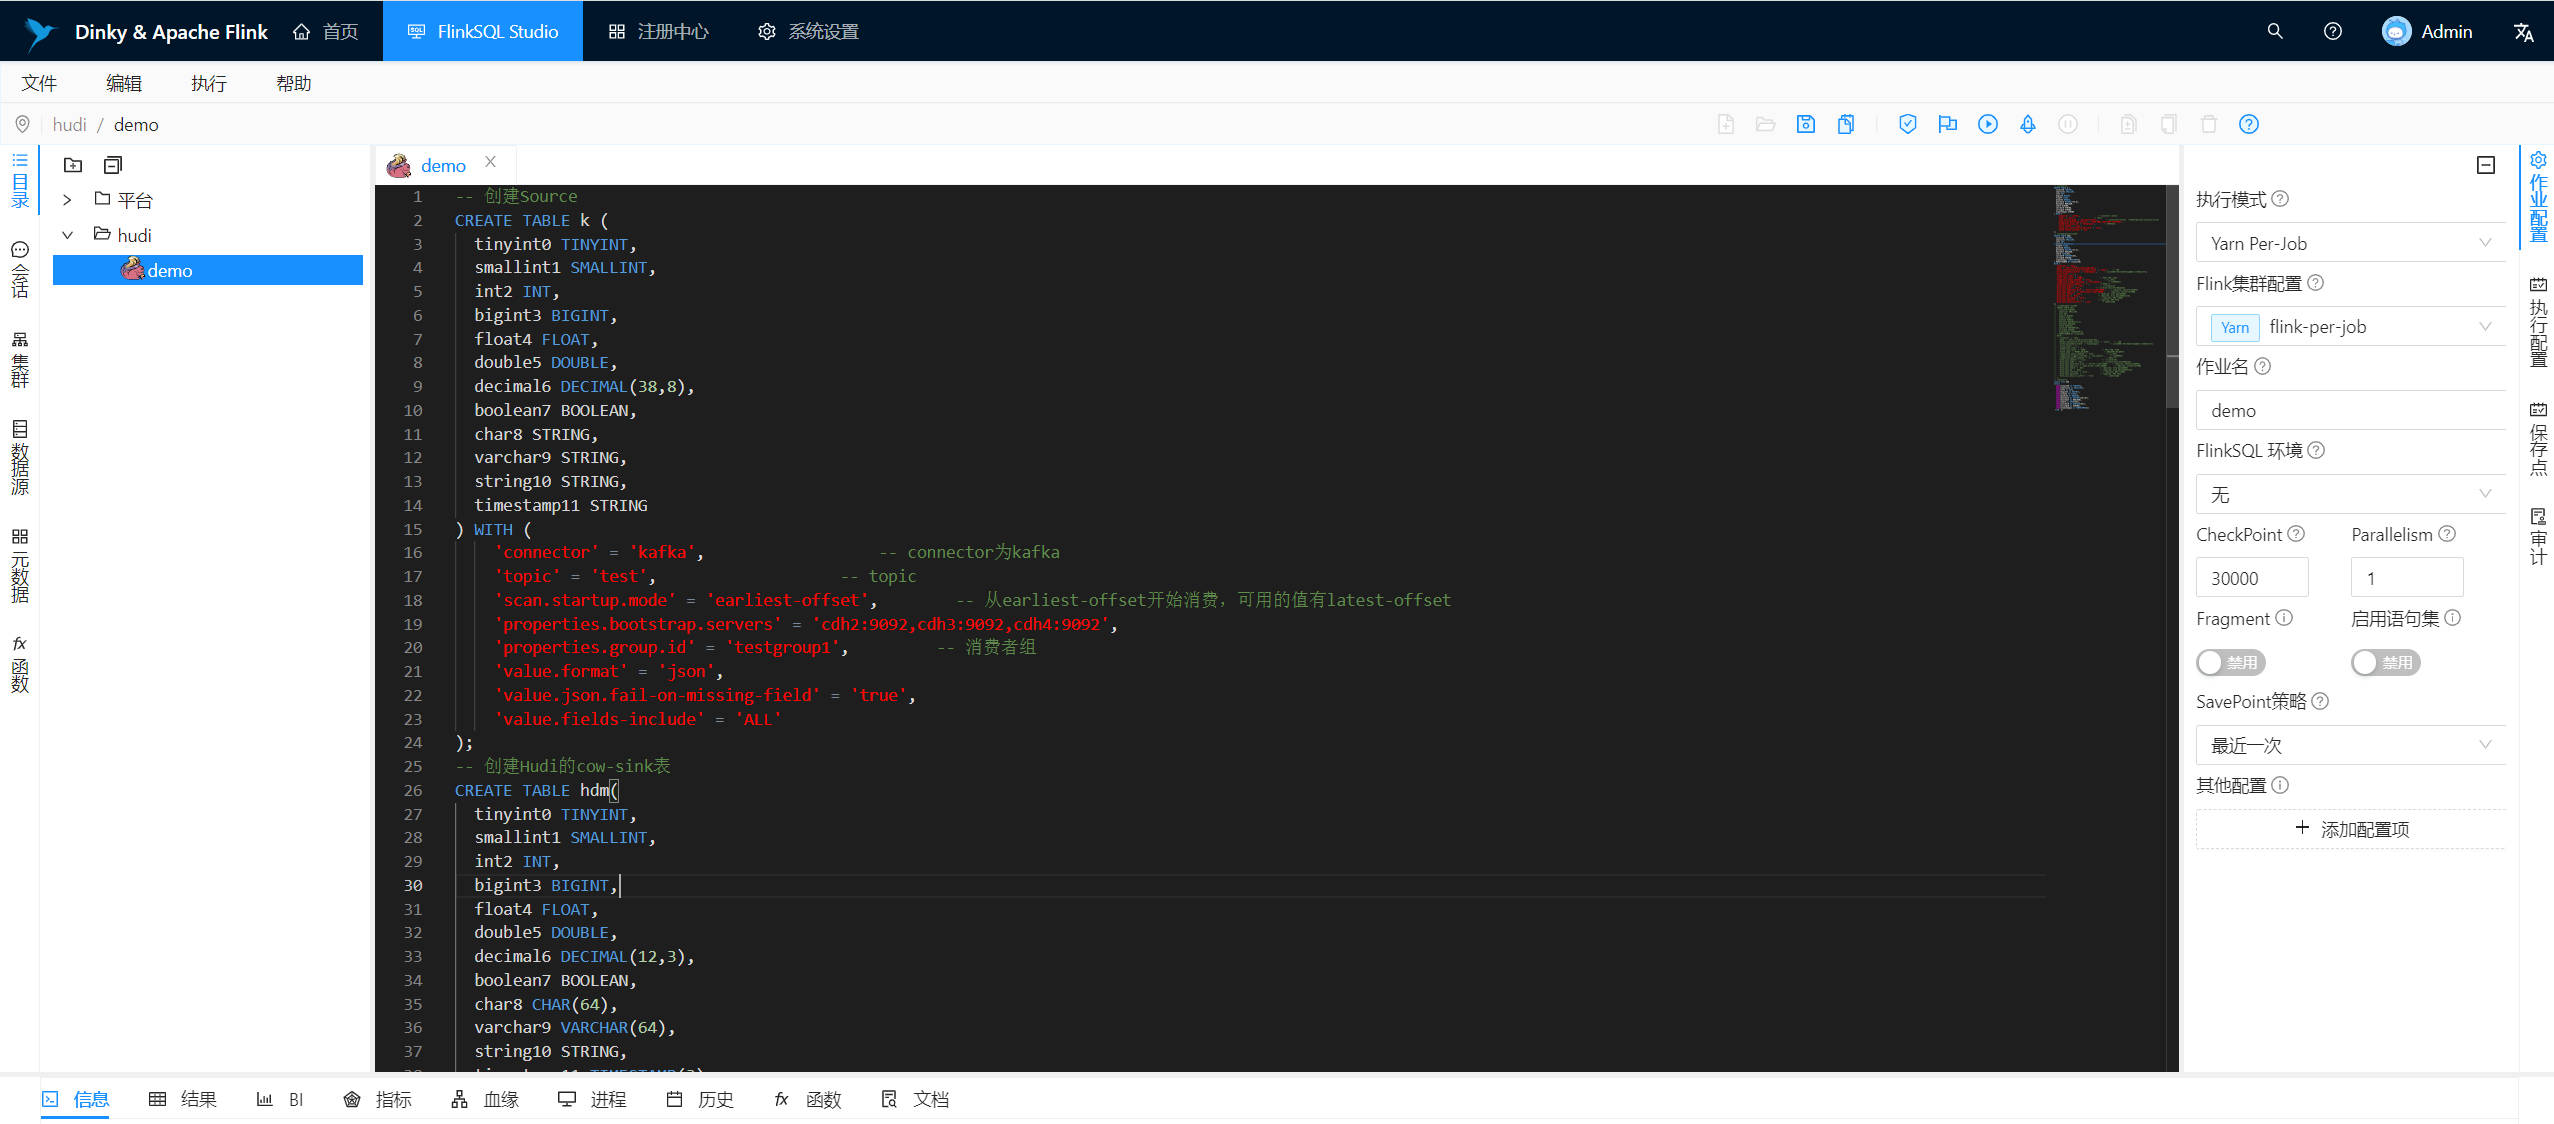 Dinky & Apache Flink 首页 FlinkSQL Studio 注册中心 系统设置 Admin
文件 编辑 执行 帮助
hudi / demo
目录
会话
集群
数据源
元数据
fx 函数
平台
hudi
demo
demo
1 -- 创建Source
2 CREATE TABLE k (
3 tinyint0 TINYINT,
4 smallint1 SMALLINT,
5 int2 INT,
6 bigint3 BIGINT,
7 float4 FLOAT,
8 double5 DOUBLE,
9 decimal6 DECIMAL(38,8),
10 boolean7 BOOLEAN,
11 char8 STRING,
12 varchar9 STRING,
13 string10 STRING,
14 timestamp11 STRING
15 ) WITH (
16 'connector' = 'kafka', -- connector为kafka
17 'topic' = 'test', -- topic
18 'scan.startup.mode' = 'earliest-offset', -- 从earliest-offset开始消费，可用的值有latest-offset
19 'properties.bootstrap.servers' = 'cdh2:9092,cdh3:9092,cdh4:9092',
20 'properties.group.id' = 'testgroup1', -- 消费者组
21 'value.format' = 'json',
22 'value.json.fail-on-missing-field' = 'true',
23 'value.fields-include' = 'ALL'
24 );
25 -- 创建Hudi的cow-sink表
26 CREATE TABLE hdm(
27 tinyint0 TINYINT,
28 smallint1 SMALLINT,
29 int2 INT,
30 bigint3 BIGINT,
31 float4 FLOAT,
32 double5 DOUBLE,
33 decimal6 DECIMAL(12,3),
34 boolean7 BOOLEAN,
35 char8 CHAR(64),
36 varchar9 VARCHAR(64),
37 string10 STRING,
执行模式
Yarn Per-Job
Flink集群配置
Yarn flink-per-job
作业名
demo
FlinkSQL 环境
无
CheckPoint Parallelism
30000 1
Fragment 启用语句集
禁用 禁用
SavePoint策略
最近一次
其他配置
+ 添加配置项
作业配置
执行配置
保存点
审计
信息 结果 BI 指标 血缘 进程 历史 fx 函数 文档